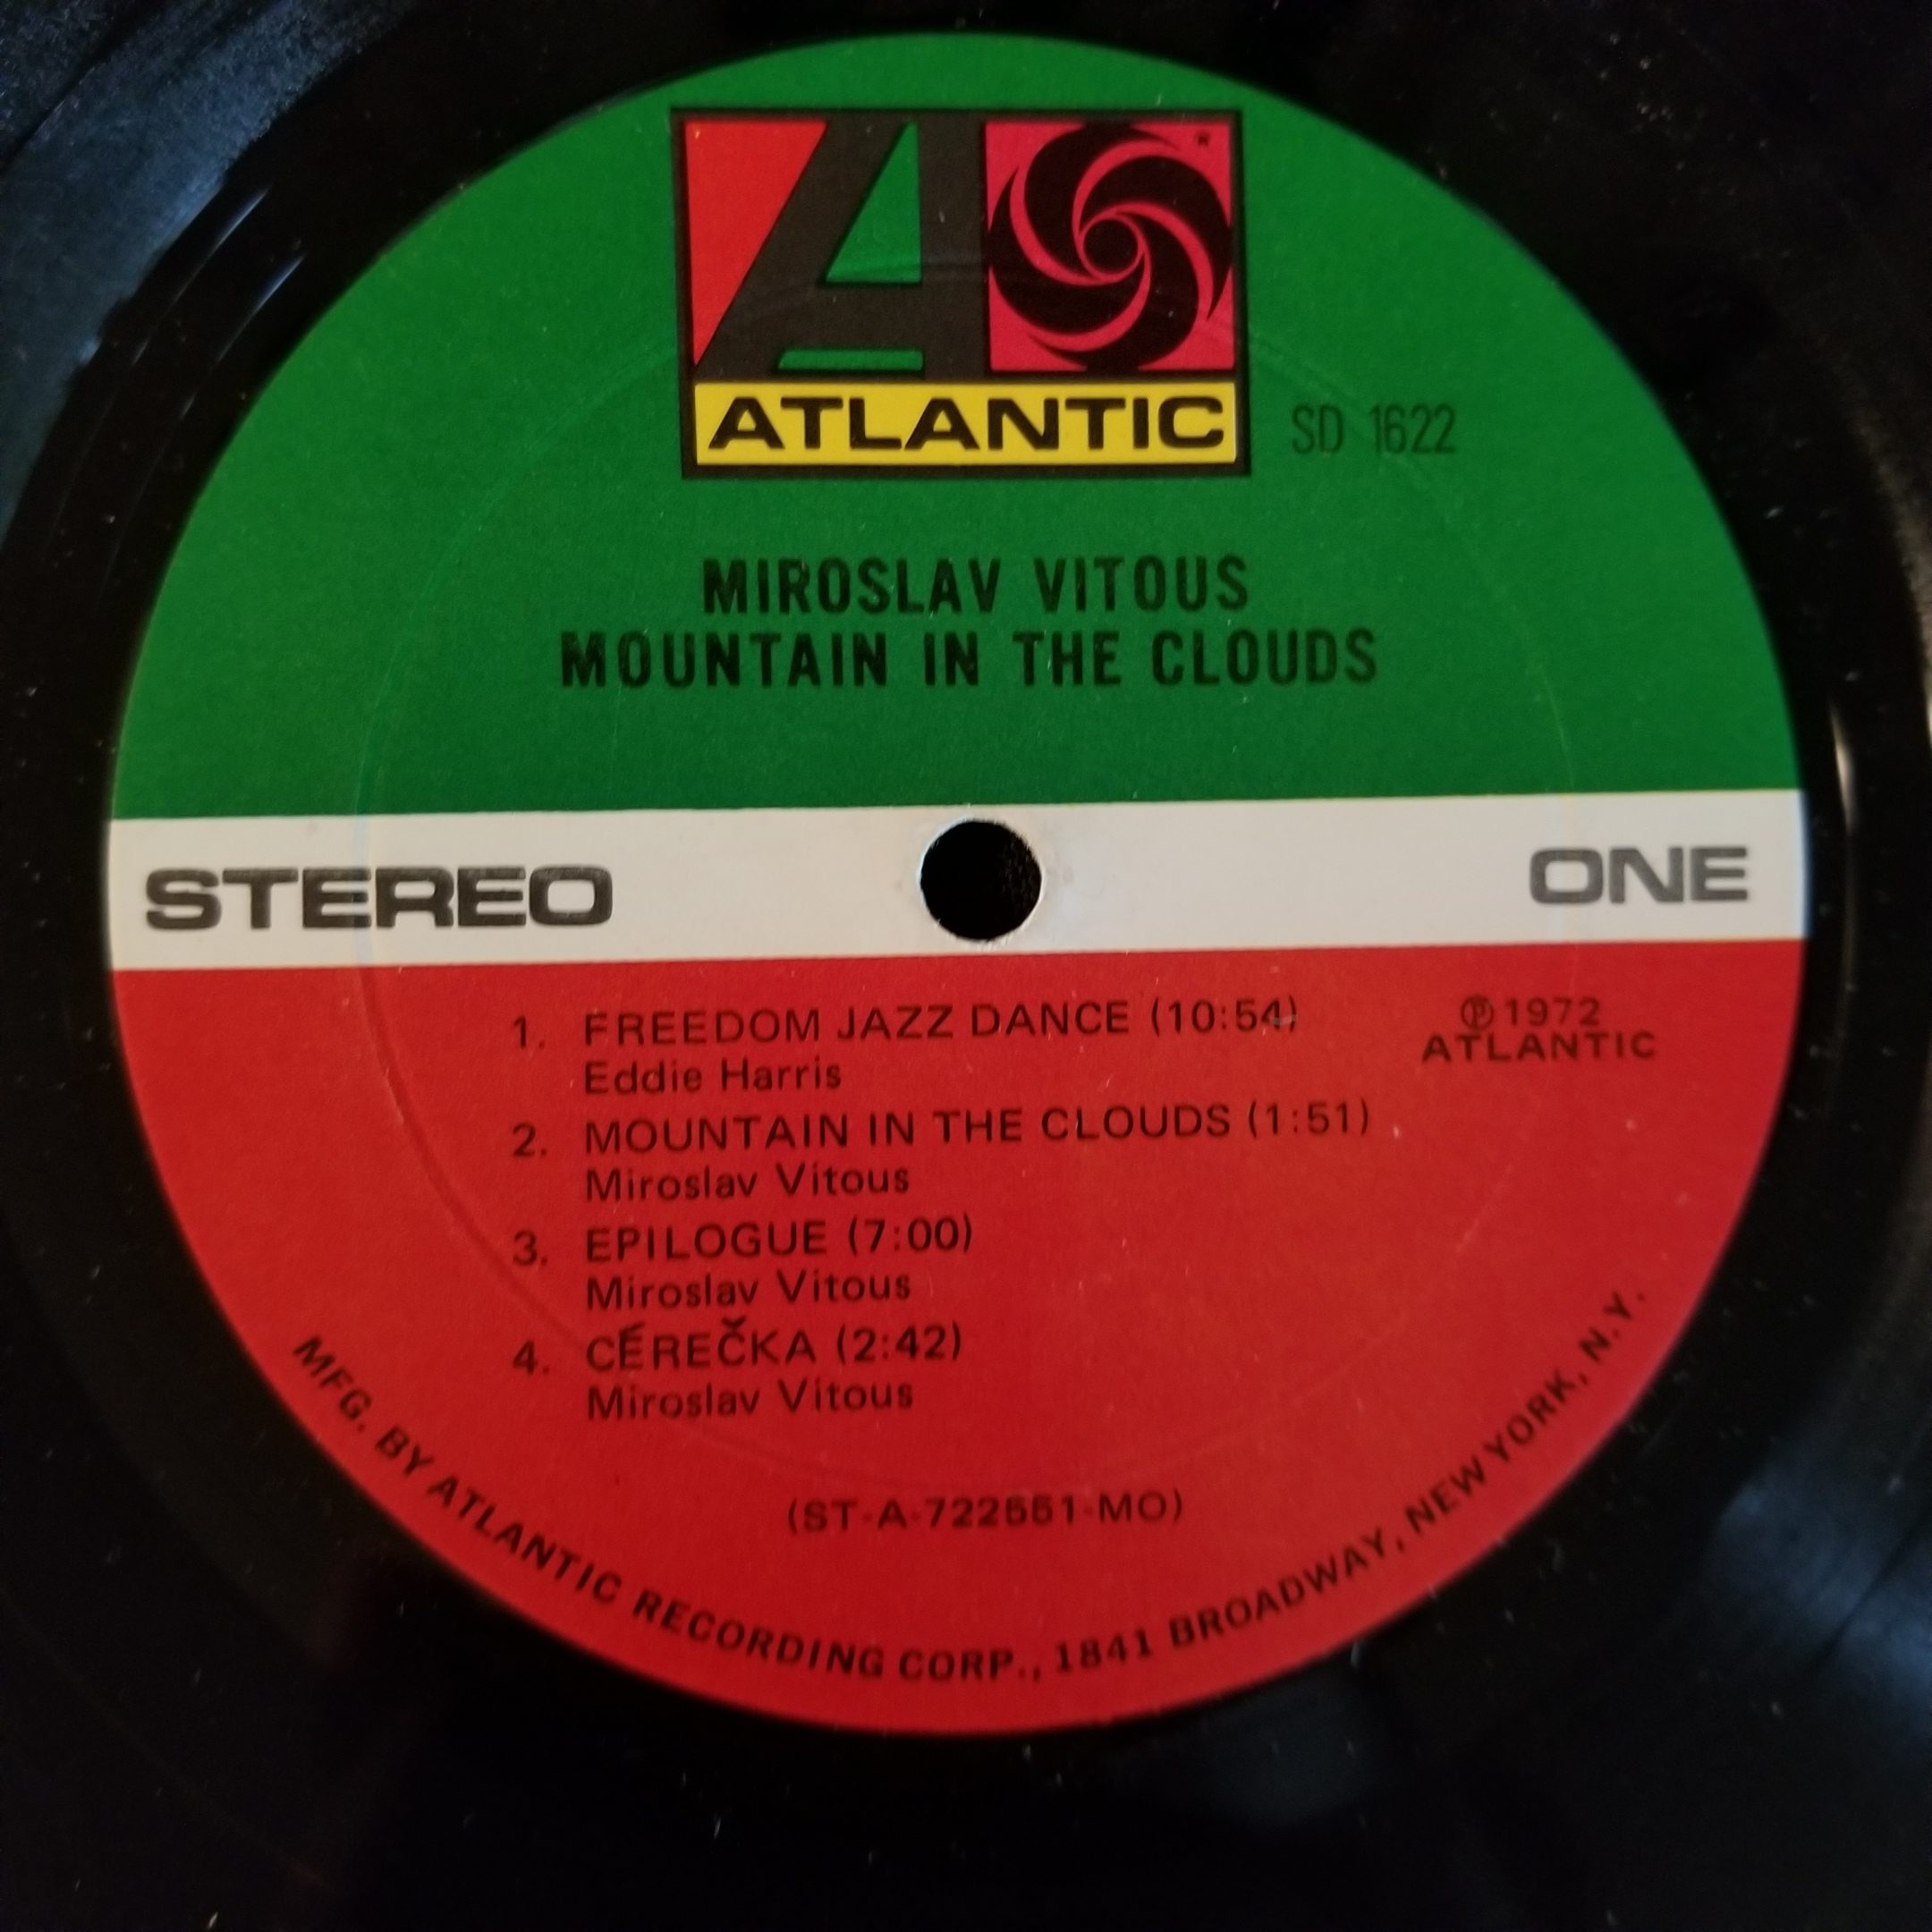 ATLANTIC
SD 1622
MIROSLAV VITOUS
MOUNTAIN IN THE CLOUDS
STEREO
ONE
1. FREEDOM JAZZ DANCE (10:54)
Eddie Harris
2. MOUNTAIN IN THE CLOUDS (1:51)
Miroslav Vitous
3. EPILOGUE (7:00)
Miroslav Vitous
4. CÉREČKA (2:42)
Miroslav Vitous
℗ 1972
ATLANTIC
(ST-A-722551-MO)
MFG. BY ATLANTIC RECORDING CORP., 1841 BROADWAY, NEW YORK, N.Y.